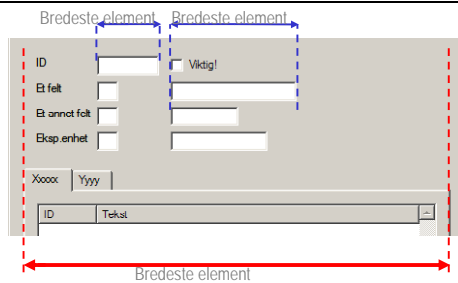 Bredeste element Bredeste element
ID Viktig!
Et felt
Et annet felt
Eksp.enhet
Xxxxx Yyyy
ID Tekst
Bredeste element